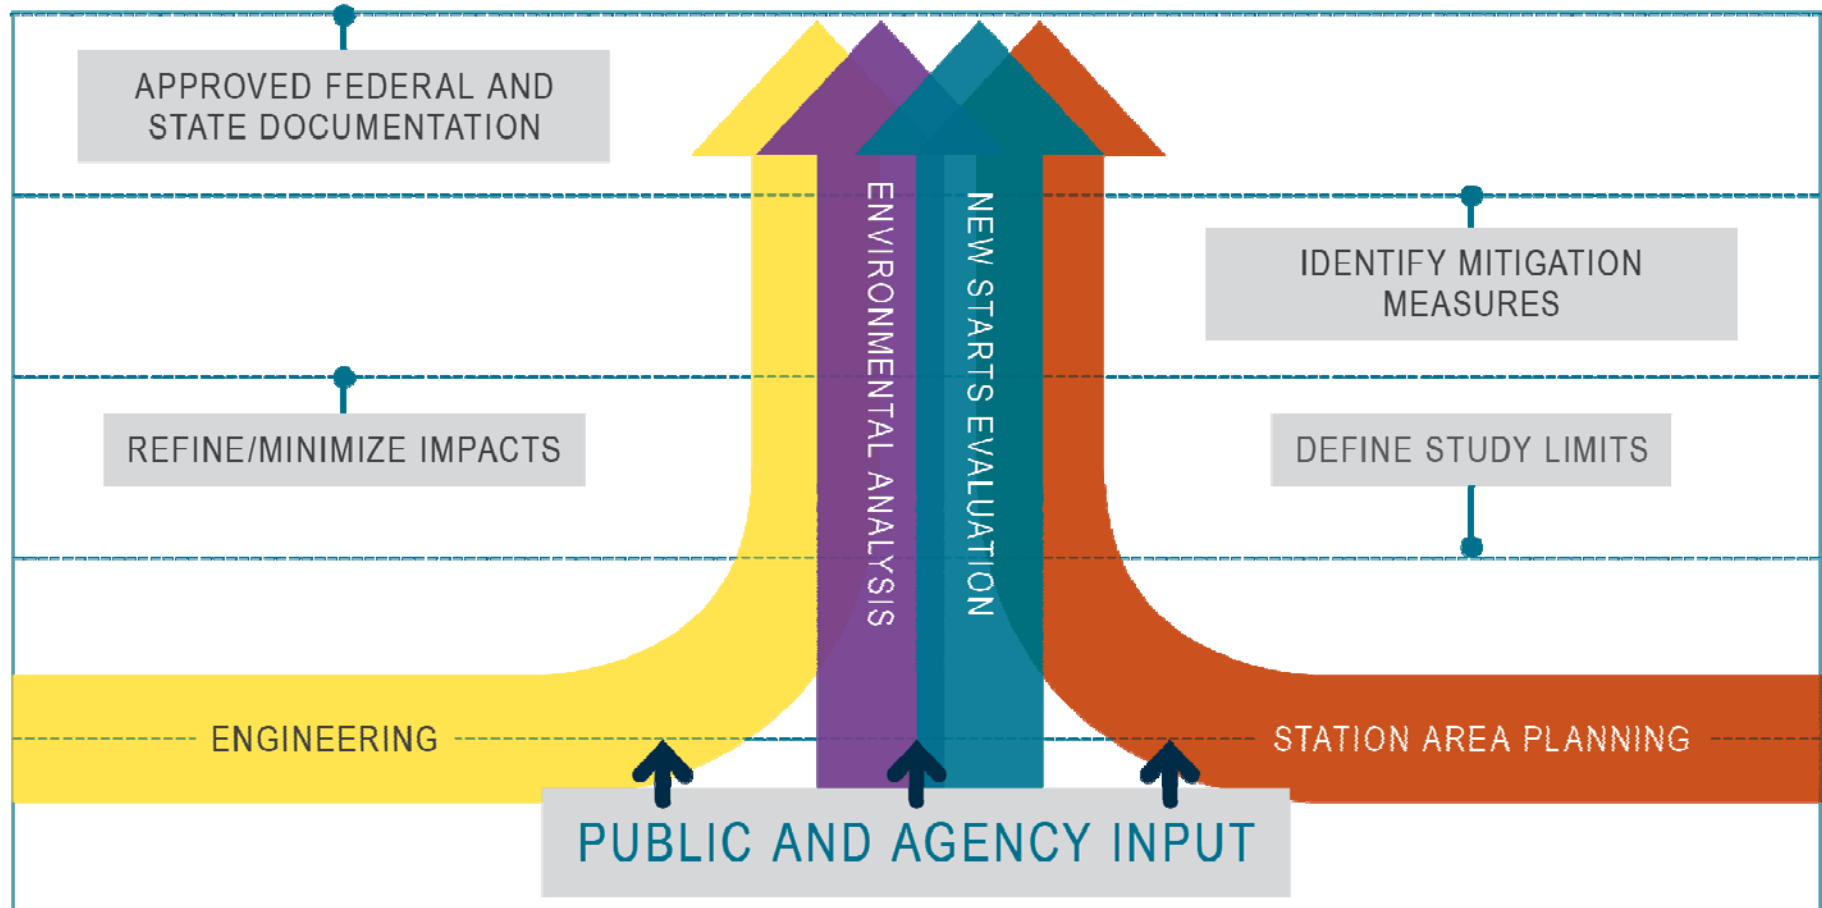 APPROVED FEDERAL AND
STATE DOCUMENTATION
IDENTIFY MITIGATION
MEASURES
REFINE/MINIMIZE IMPACTS
DEFINE STUDY LIMITS
ENVIRONMENTAL ANALYSIS
NEW STARTS EVALUATION
ENGINEERING
STATION AREA PLANNING
PUBLIC AND AGENCY INPUT